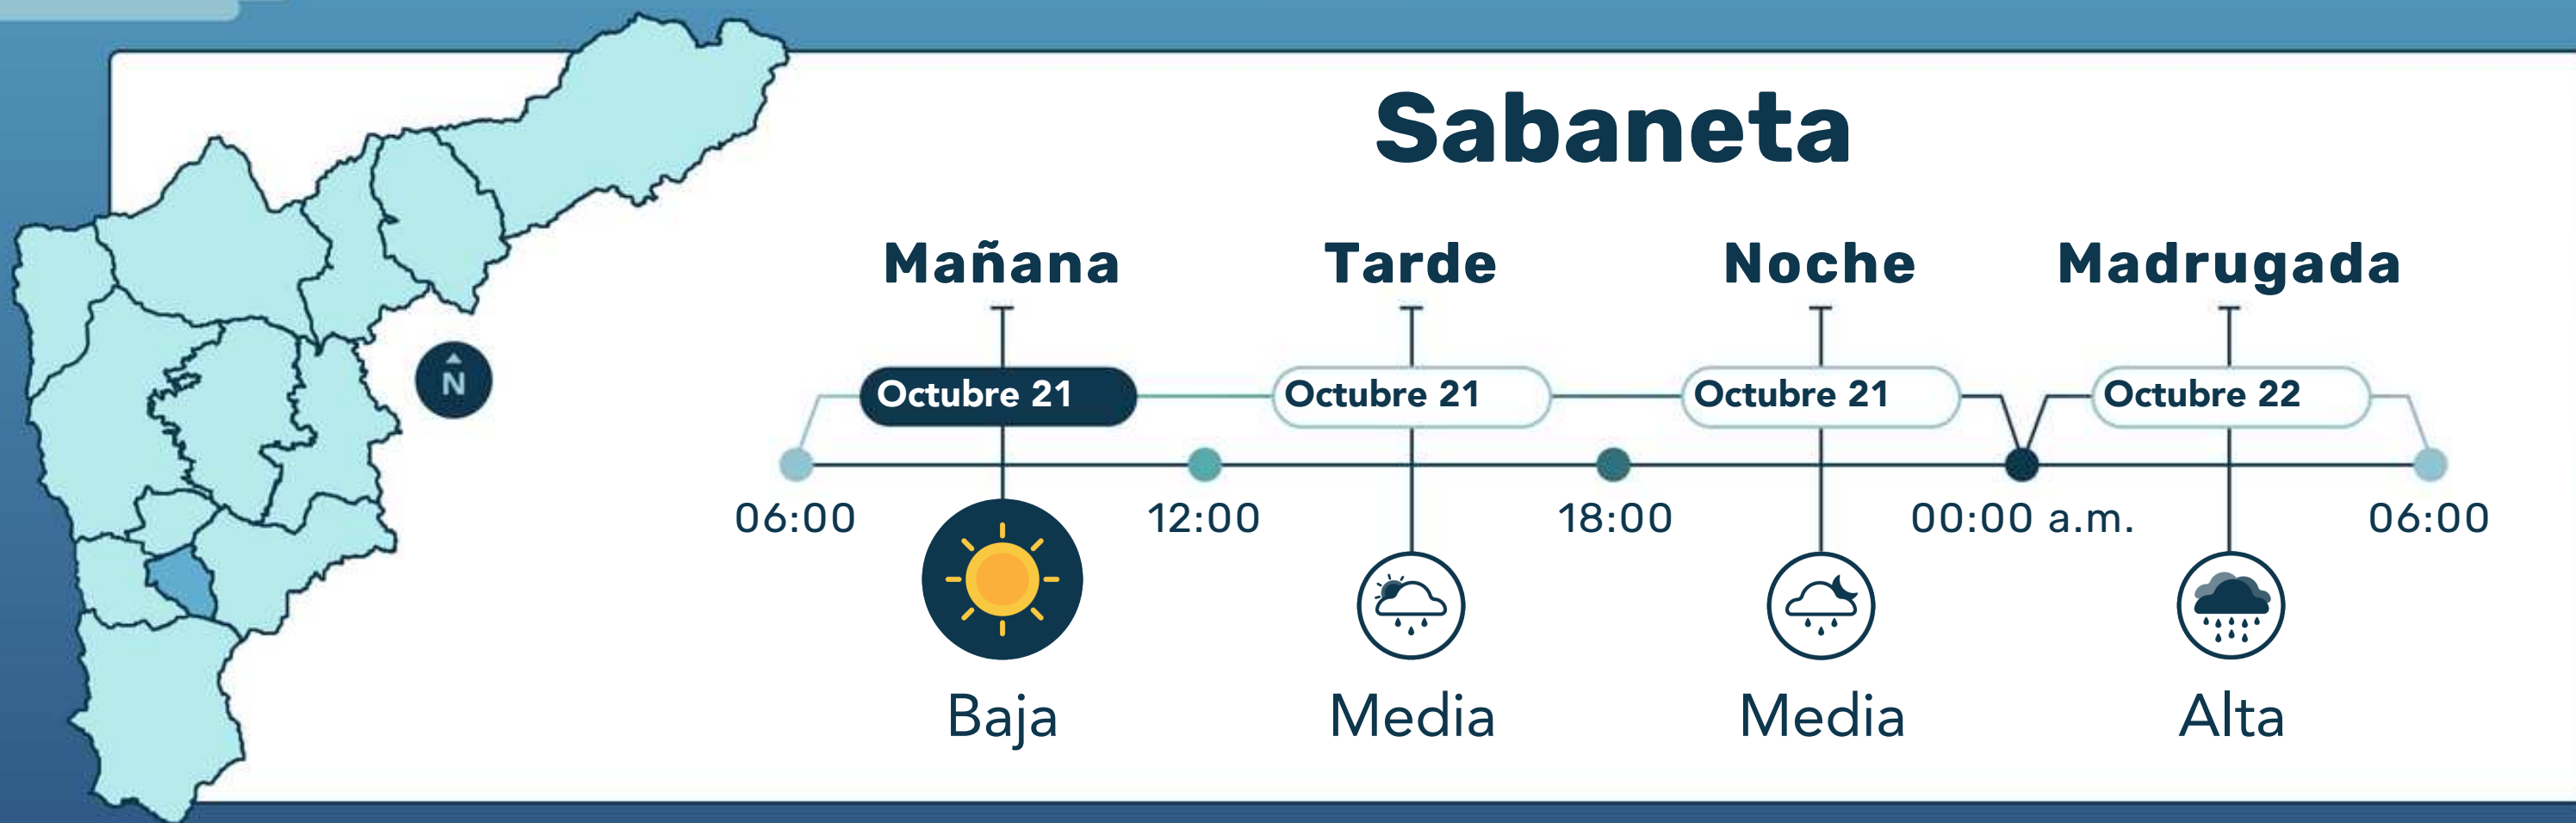 Sabaneta
Mañana Tarde Noche Madrugada
N
Octubre 21 Octubre 21 Octubre 21 Octubre 22
06:00 12:00 18:00 00:00 a.m. 06:00
Baja Media Media Alta